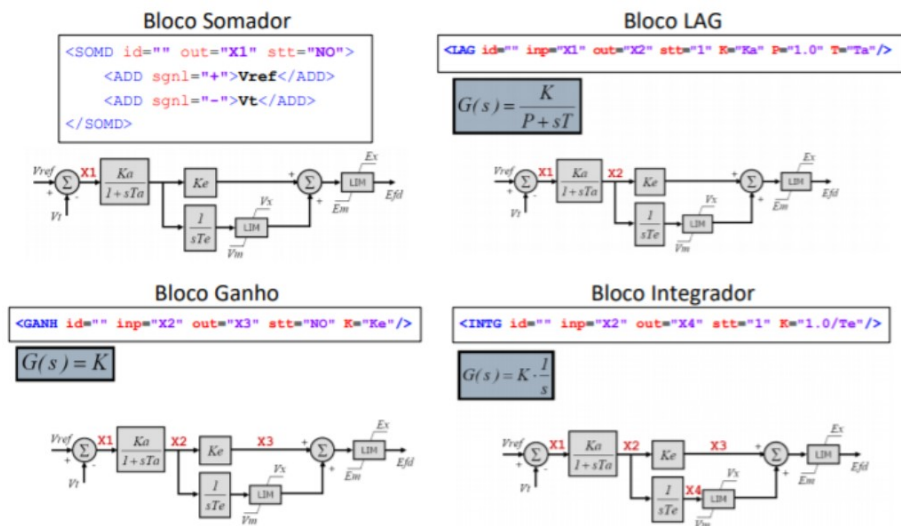 Bloco Somador
<SOMD id="" out="X1" stt="NO">
<ADD sgnl="+">Vref</ADD>
<ADD sgnl="-">Vt</ADD>
</SOMD>
Vref
+
Σ
-
Vt
X1
Ka
1+sTa
Ke
1
sTe
LIM
Vx
Vm
+
Σ
+
LIM
Ex
Em
Efd
Bloco LAG
<LAG id="" inp="X1" out="X2" stt="1" K="Ka" P="1.0" T="Ta"/>
G(s) = K
P + sT
Vref
+
Σ
-
Vt
X1
Ka
1+sTa
X2
Ke
1
sTe
LIM
Vx
Vm
+
Σ
+
LIM
Ex
Em
Efd
Bloco Ganho
<GANH id="" inp="X2" out="X3" stt="NO" K="Ke"/>
G(s) = K
Vref
+
Σ
-
Vt
X1
Ka
1+sTa
X2
Ke
X3
1
sTe
LIM
Vx
Vm
+
Σ
+
LIM
Ex
Em
Efd
Bloco Integrador
<INTG id="" inp="X2" out="X4" stt="1" K="1.0/Te"/>
G(s) = K · 1
s
Vref
+
Σ
-
Vt
X1
Ka
1+sTa
X2
Ke
X3
1
sTe
X4
LIM
Vx
Vm
+
Σ
+
LIM
Ex
Em
Efd